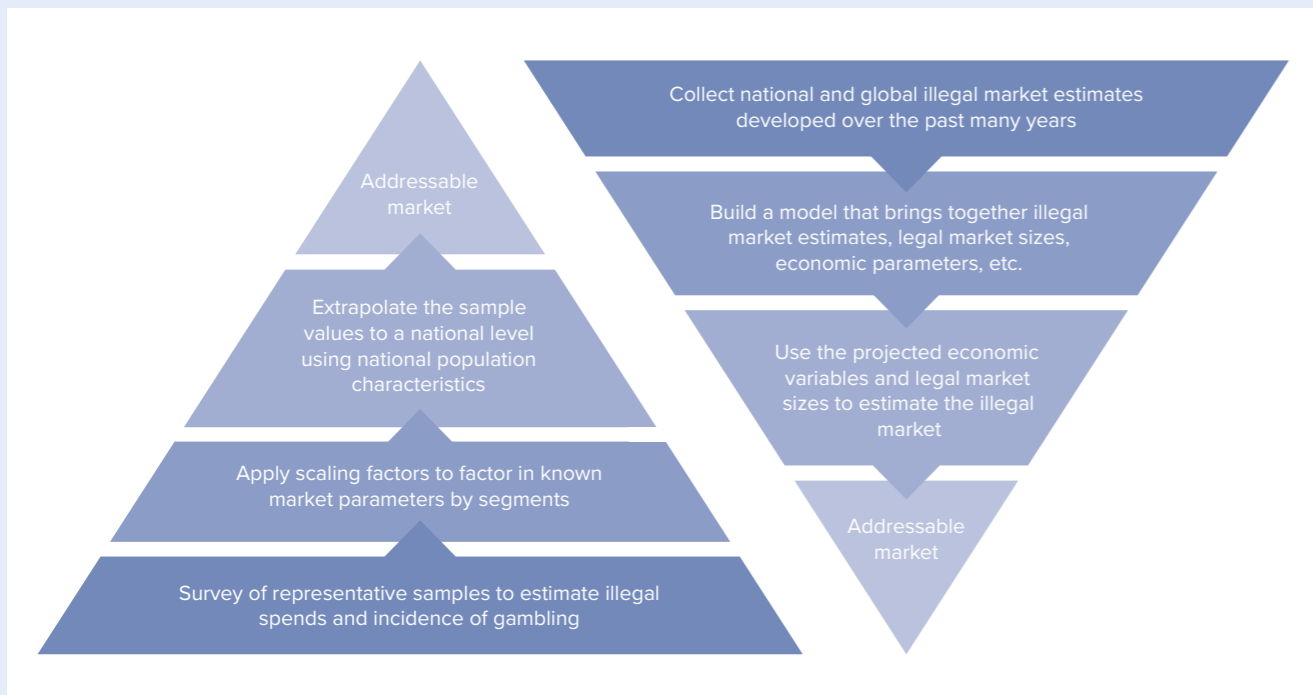 Addressable
market
Extrapolate the sample
values to a national level
using national population
characteristics
Apply scaling factors to factor in known
market parameters by segments
Survey of representative samples to estimate illegal
spends and incidence of gambling
Collect national and global illegal market estimates
developed over the past many years
Build a model that brings together illegal
market estimates, legal market sizes,
economic parameters, etc.
Use the projected economic
variables and legal market
sizes to estimate the illegal
market
Addressable
market